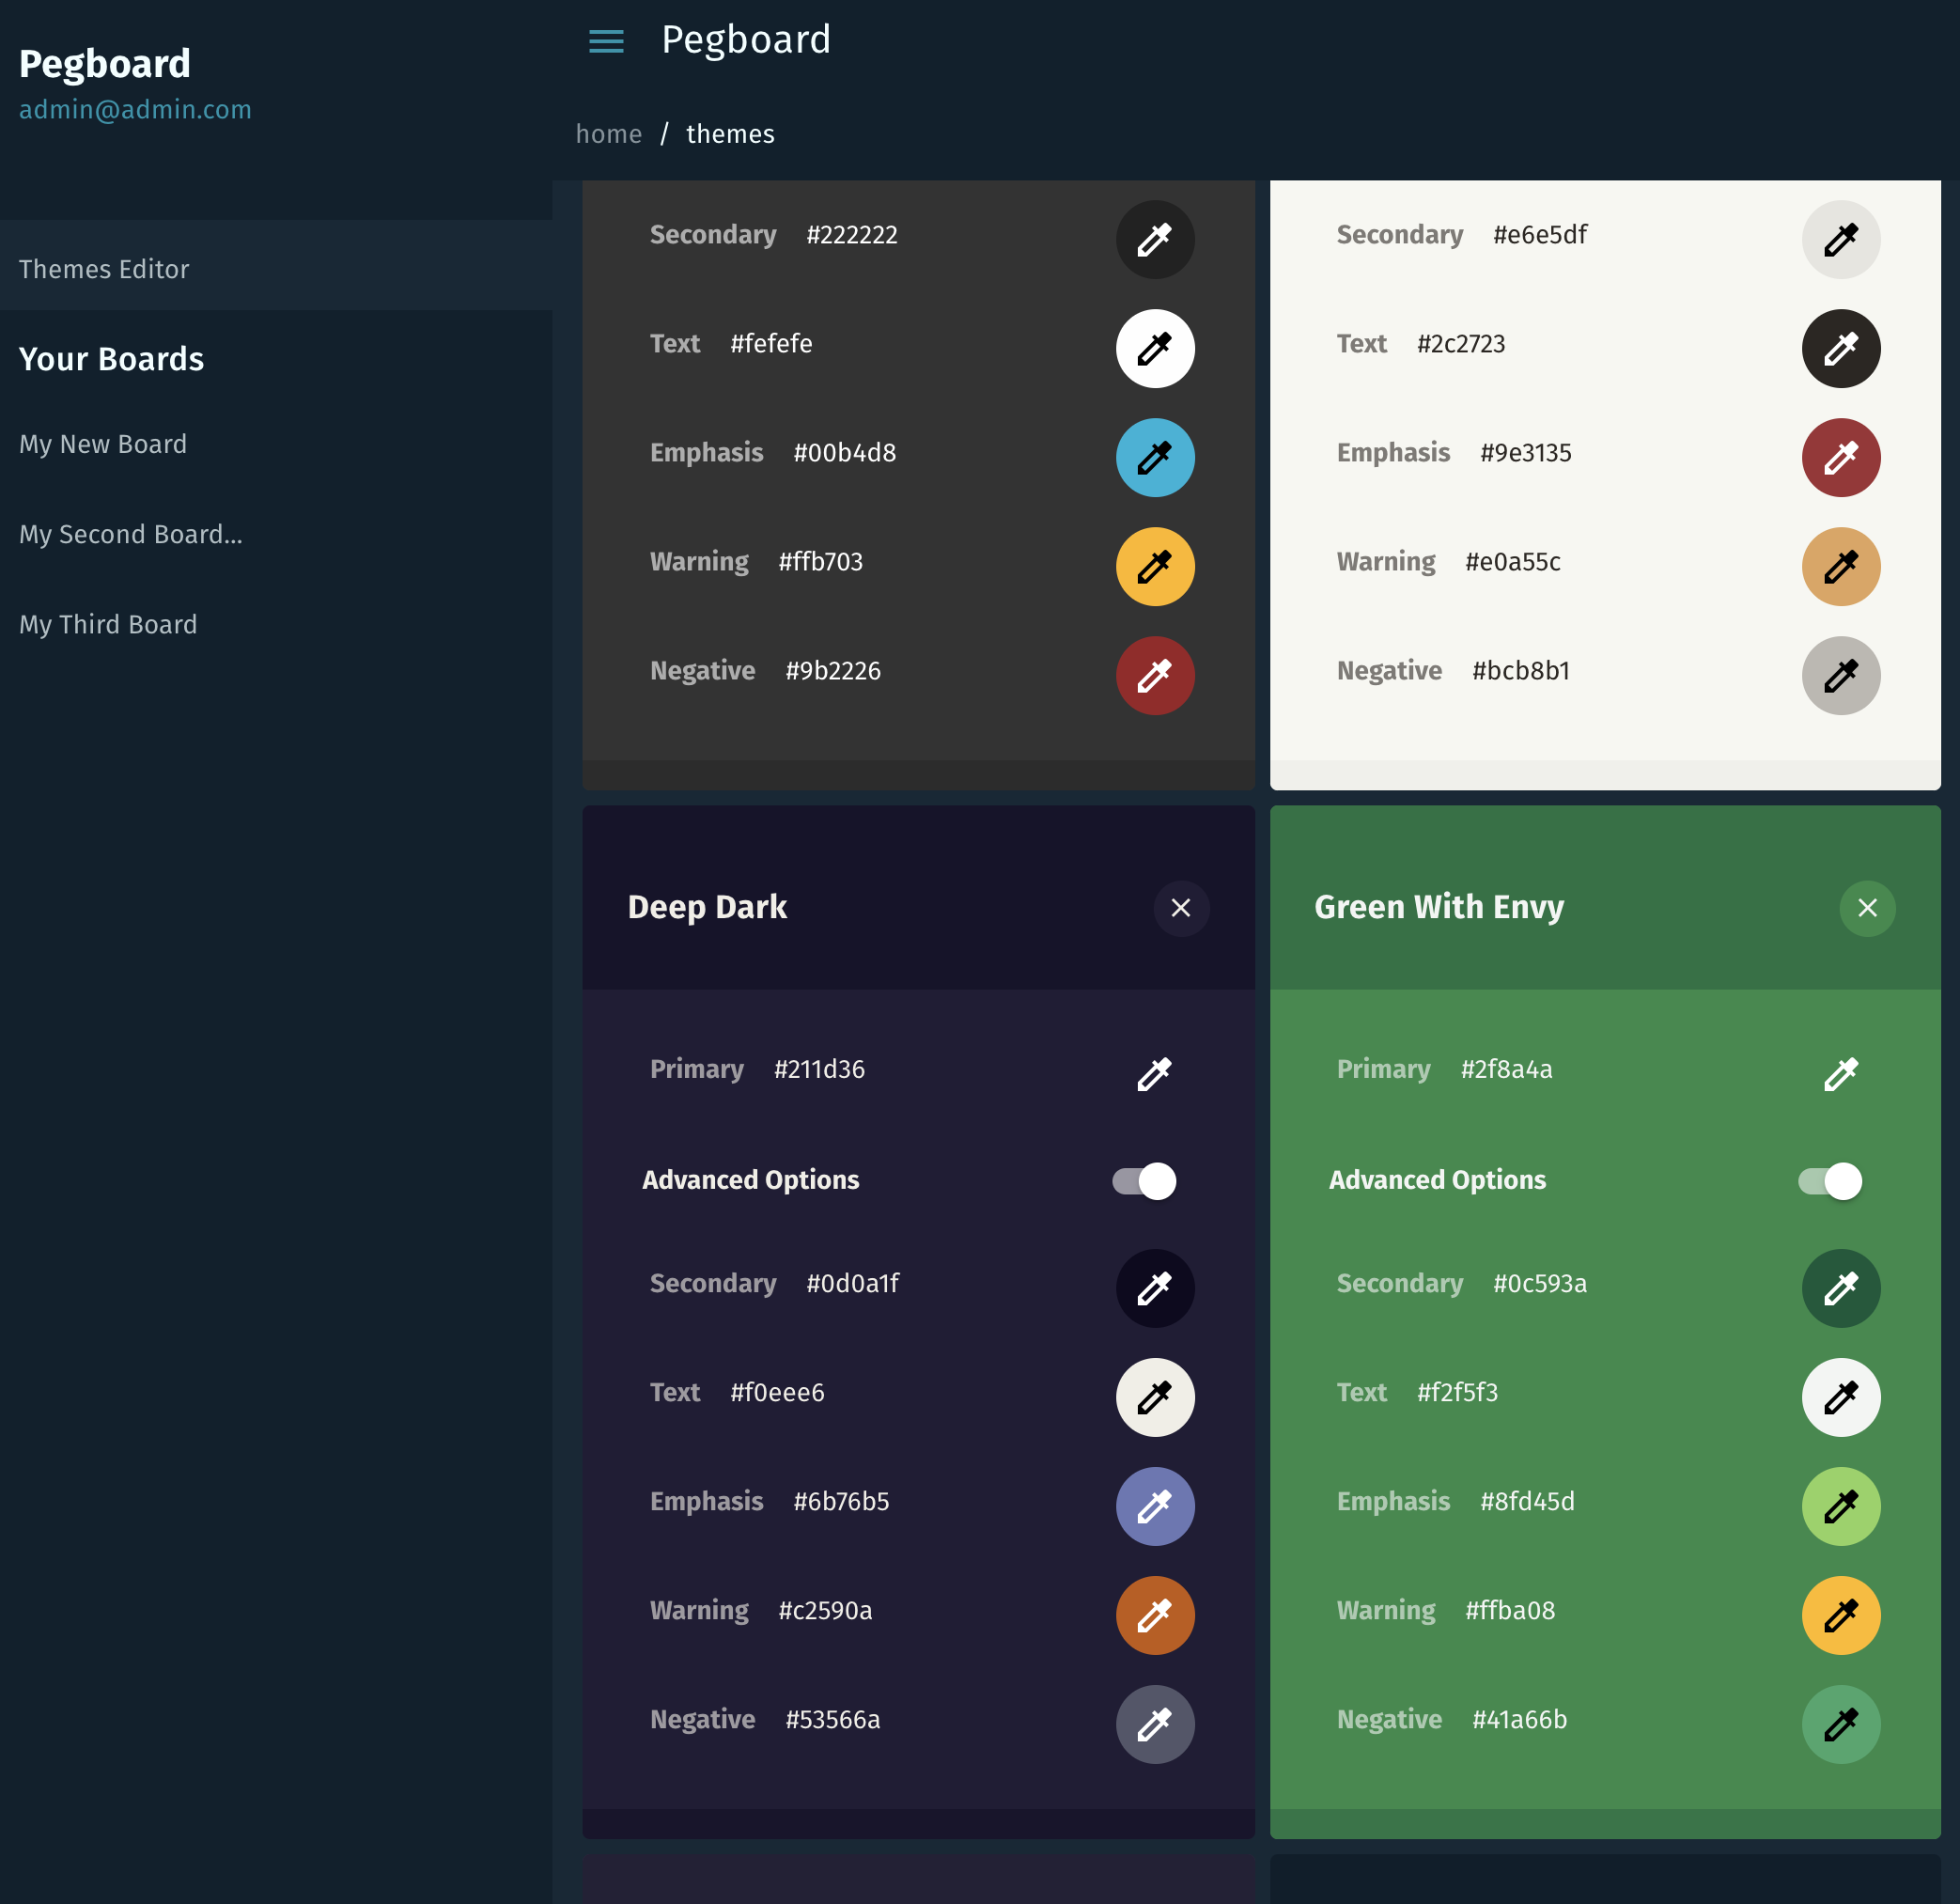 Pegboard
admin@admin.com
Themes Editor
Your Boards
My New Board
My Second Board...
My Third Board
Pegboard
home / themes
Secondary #222222
Text #fefefe
Emphasis #00b4d8
Warning #ffb703
Negative #9b2226
Secondary #e6e5df
Text #2c2723
Emphasis #9e3135
Warning #e0a55c
Negative #bcb8b1
Deep Dark
Primary #211d36
Advanced Options
Secondary #0d0a1f
Text #f0eee6
Emphasis #6b76b5
Warning #c2590a
Negative #53566a
Green With Envy
Primary #2f8a4a
Advanced Options
Secondary #0c593a
Text #f2f5f3
Emphasis #8fd45d
Warning #ffba08
Negative #41a66b